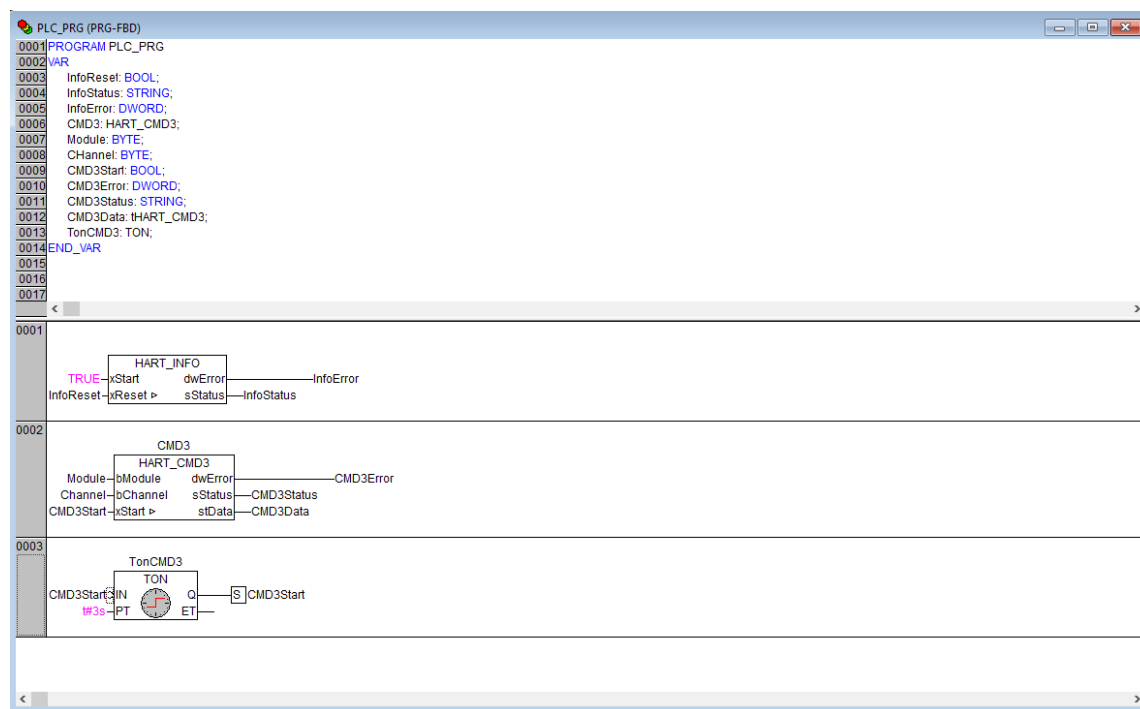 PLC_PRG (PRG-FBD)
0001 PROGRAM PLC_PRG
0002 VAR
0003 InfoReset: BOOL;
0004 InfoStatus: STRING;
0005 InfoError: DWORD;
0006 CMD3: HART_CMD3;
0007 Module: BYTE;
0008 CHannel: BYTE;
0009 CMD3Start: BOOL;
0010 CMD3Error: DWORD;
0011 CMD3Status: STRING;
0012 CMD3Data: tHART_CMD3;
0013 TonCMD3: TON;
0014 END_VAR
0015
0016
0017
0001
HART_INFO
TRUE xStart dwError InfoError
InfoReset xReset sStatus InfoStatus
0002
CMD3
HART_CMD3
Module bModule dwError CMD3Error
Channel bChannel sStatus CMD3Status
CMD3Start xStart stData CMD3Data
0003
TonCMD3
TON
CMD3Start IN Q S CMD3Start
t#3s PT ET